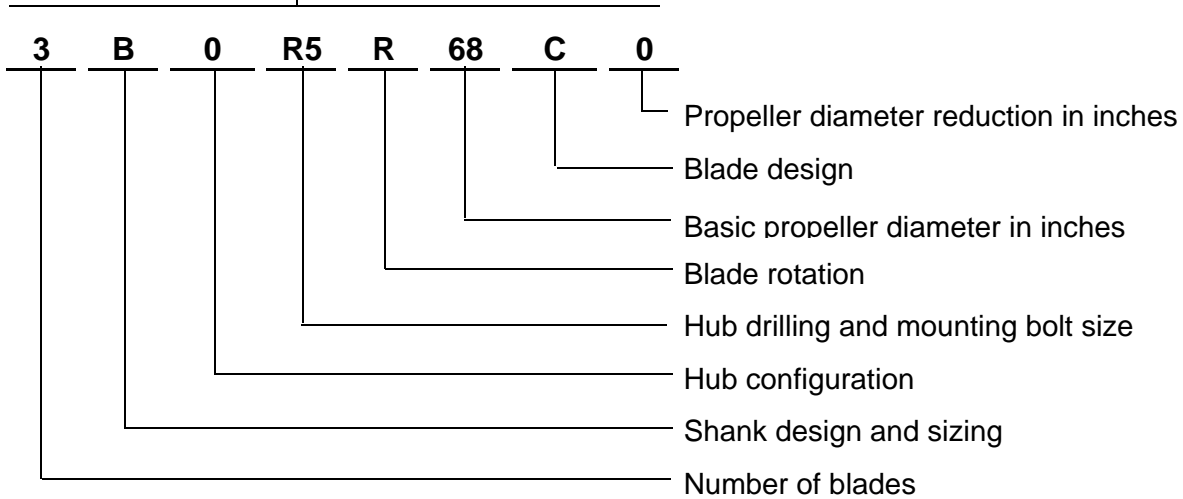 3 B 0 R5 R 68 C 0
Propeller diameter reduction in inches
Blade design
Basic propeller diameter in inches
Blade rotation
Hub drilling and mounting bolt size
Hub configuration
Shank design and sizing
Number of blades